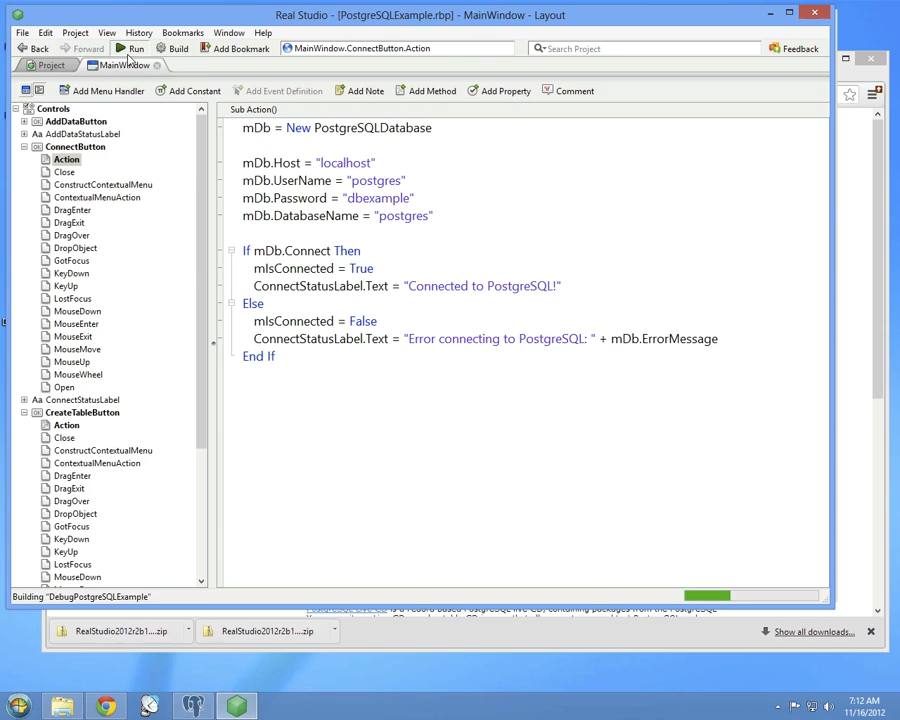 Real Studio - [PostgreSQLExample.rbp] - MainWindow - Layout
File Edit Project View History Bookmarks Window Help
Back Forward Run Build Add Bookmark MainWindow.ConnectButton.Action Search Project Feedback
Project MainWindow
Add Menu Handler Add Constant Add Event Definition Add Note Add Method Add Property Comment
Controls
AddDataButton
Aa AddDataStatusLabel
ConnectButton
Action
Close
ConstructContextualMenu
ContextualMenuAction
DragEnter
DragExit
DragOver
DropObject
GotFocus
KeyDown
KeyUp
LostFocus
MouseDown
MouseEnter
MouseExit
MouseMove
MouseUp
MouseWheel
Open
Aa ConnectStatusLabel
CreateTableButton
Action
Close
ConstructContextualMenu
ContextualMenuAction
DragEnter
DragExit
DragOver
DropObject
GotFocus
KeyDown
KeyUp
LostFocus
MouseDown
Sub Action()
mDb = New PostgreSQLDatabase
mDb.Host = "localhost"
mDb.UserName = "postgres"
mDb.Password = "dbexample"
mDb.DatabaseName = "postgres"
If mDb.Connect Then
mIsConnected = True
ConnectStatusLabel.Text = "Connected to PostgreSQL!"
Else
mIsConnected = False
ConnectStatusLabel.Text = "Error connecting to PostgreSQL: " + mDb.ErrorMessage
End If
Building "DebugPostgreSQLExample"
RealStudio2012r2b1....zip RealStudio2012r2b1....zip Show all downloads...
7:12 AM
11/16/2012